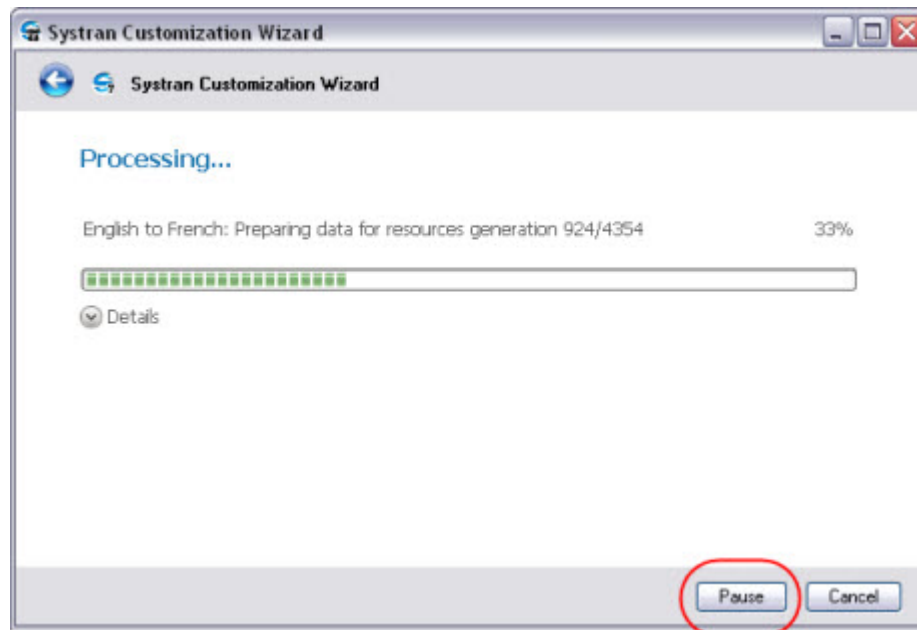 Systran Customization Wizard
Systran Customization Wizard
Processing...
English to French: Preparing data for resources generation 924/4354 33%
Details
Pause Cancel